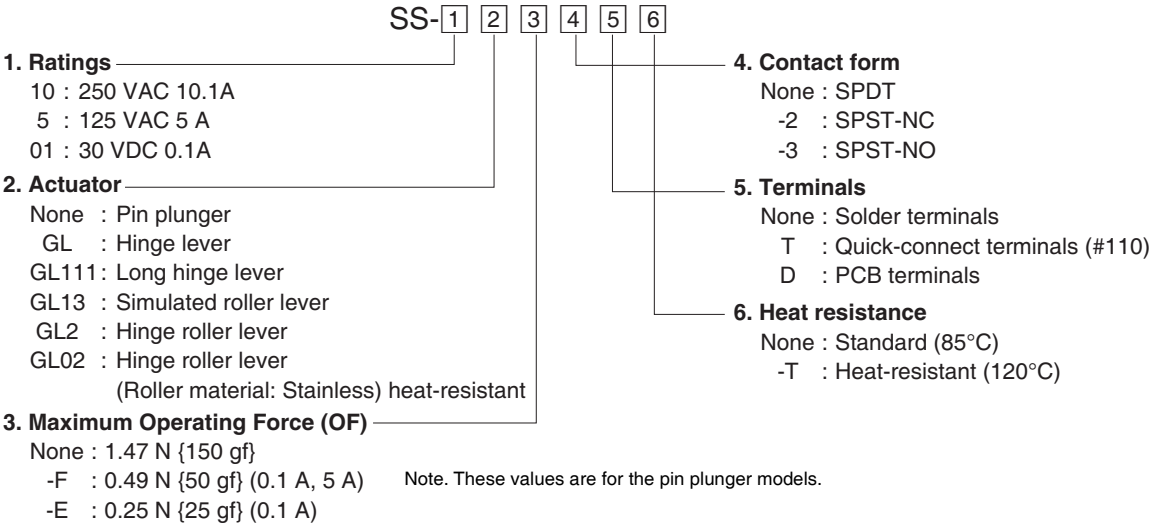 SS-1 2 3 4 5 6
1. Ratings
10 : 250 VAC 10.1A
5 : 125 VAC 5 A
01 : 30 VDC 0.1A
2. Actuator
None : Pin plunger
GL : Hinge lever
GL111 : Long hinge lever
GL13 : Simulated roller lever
GL2 : Hinge roller lever
GL02 : Hinge roller lever
(Roller material: Stainless) heat-resistant
3. Maximum Operating Force (OF)
None : 1.47 N {150 gf}
-F : 0.49 N {50 gf} (0.1 A, 5 A)
-E : 0.25 N {25 gf} (0.1 A)
Note. These values are for the pin plunger models.
4. Contact form
None : SPDT
-2 : SPST-NC
-3 : SPST-NO
5. Terminals
None : Solder terminals
T : Quick-connect terminals (#110)
D : PCB terminals
6. Heat resistance
None : Standard (85°C)
-T : Heat-resistant (120°C)